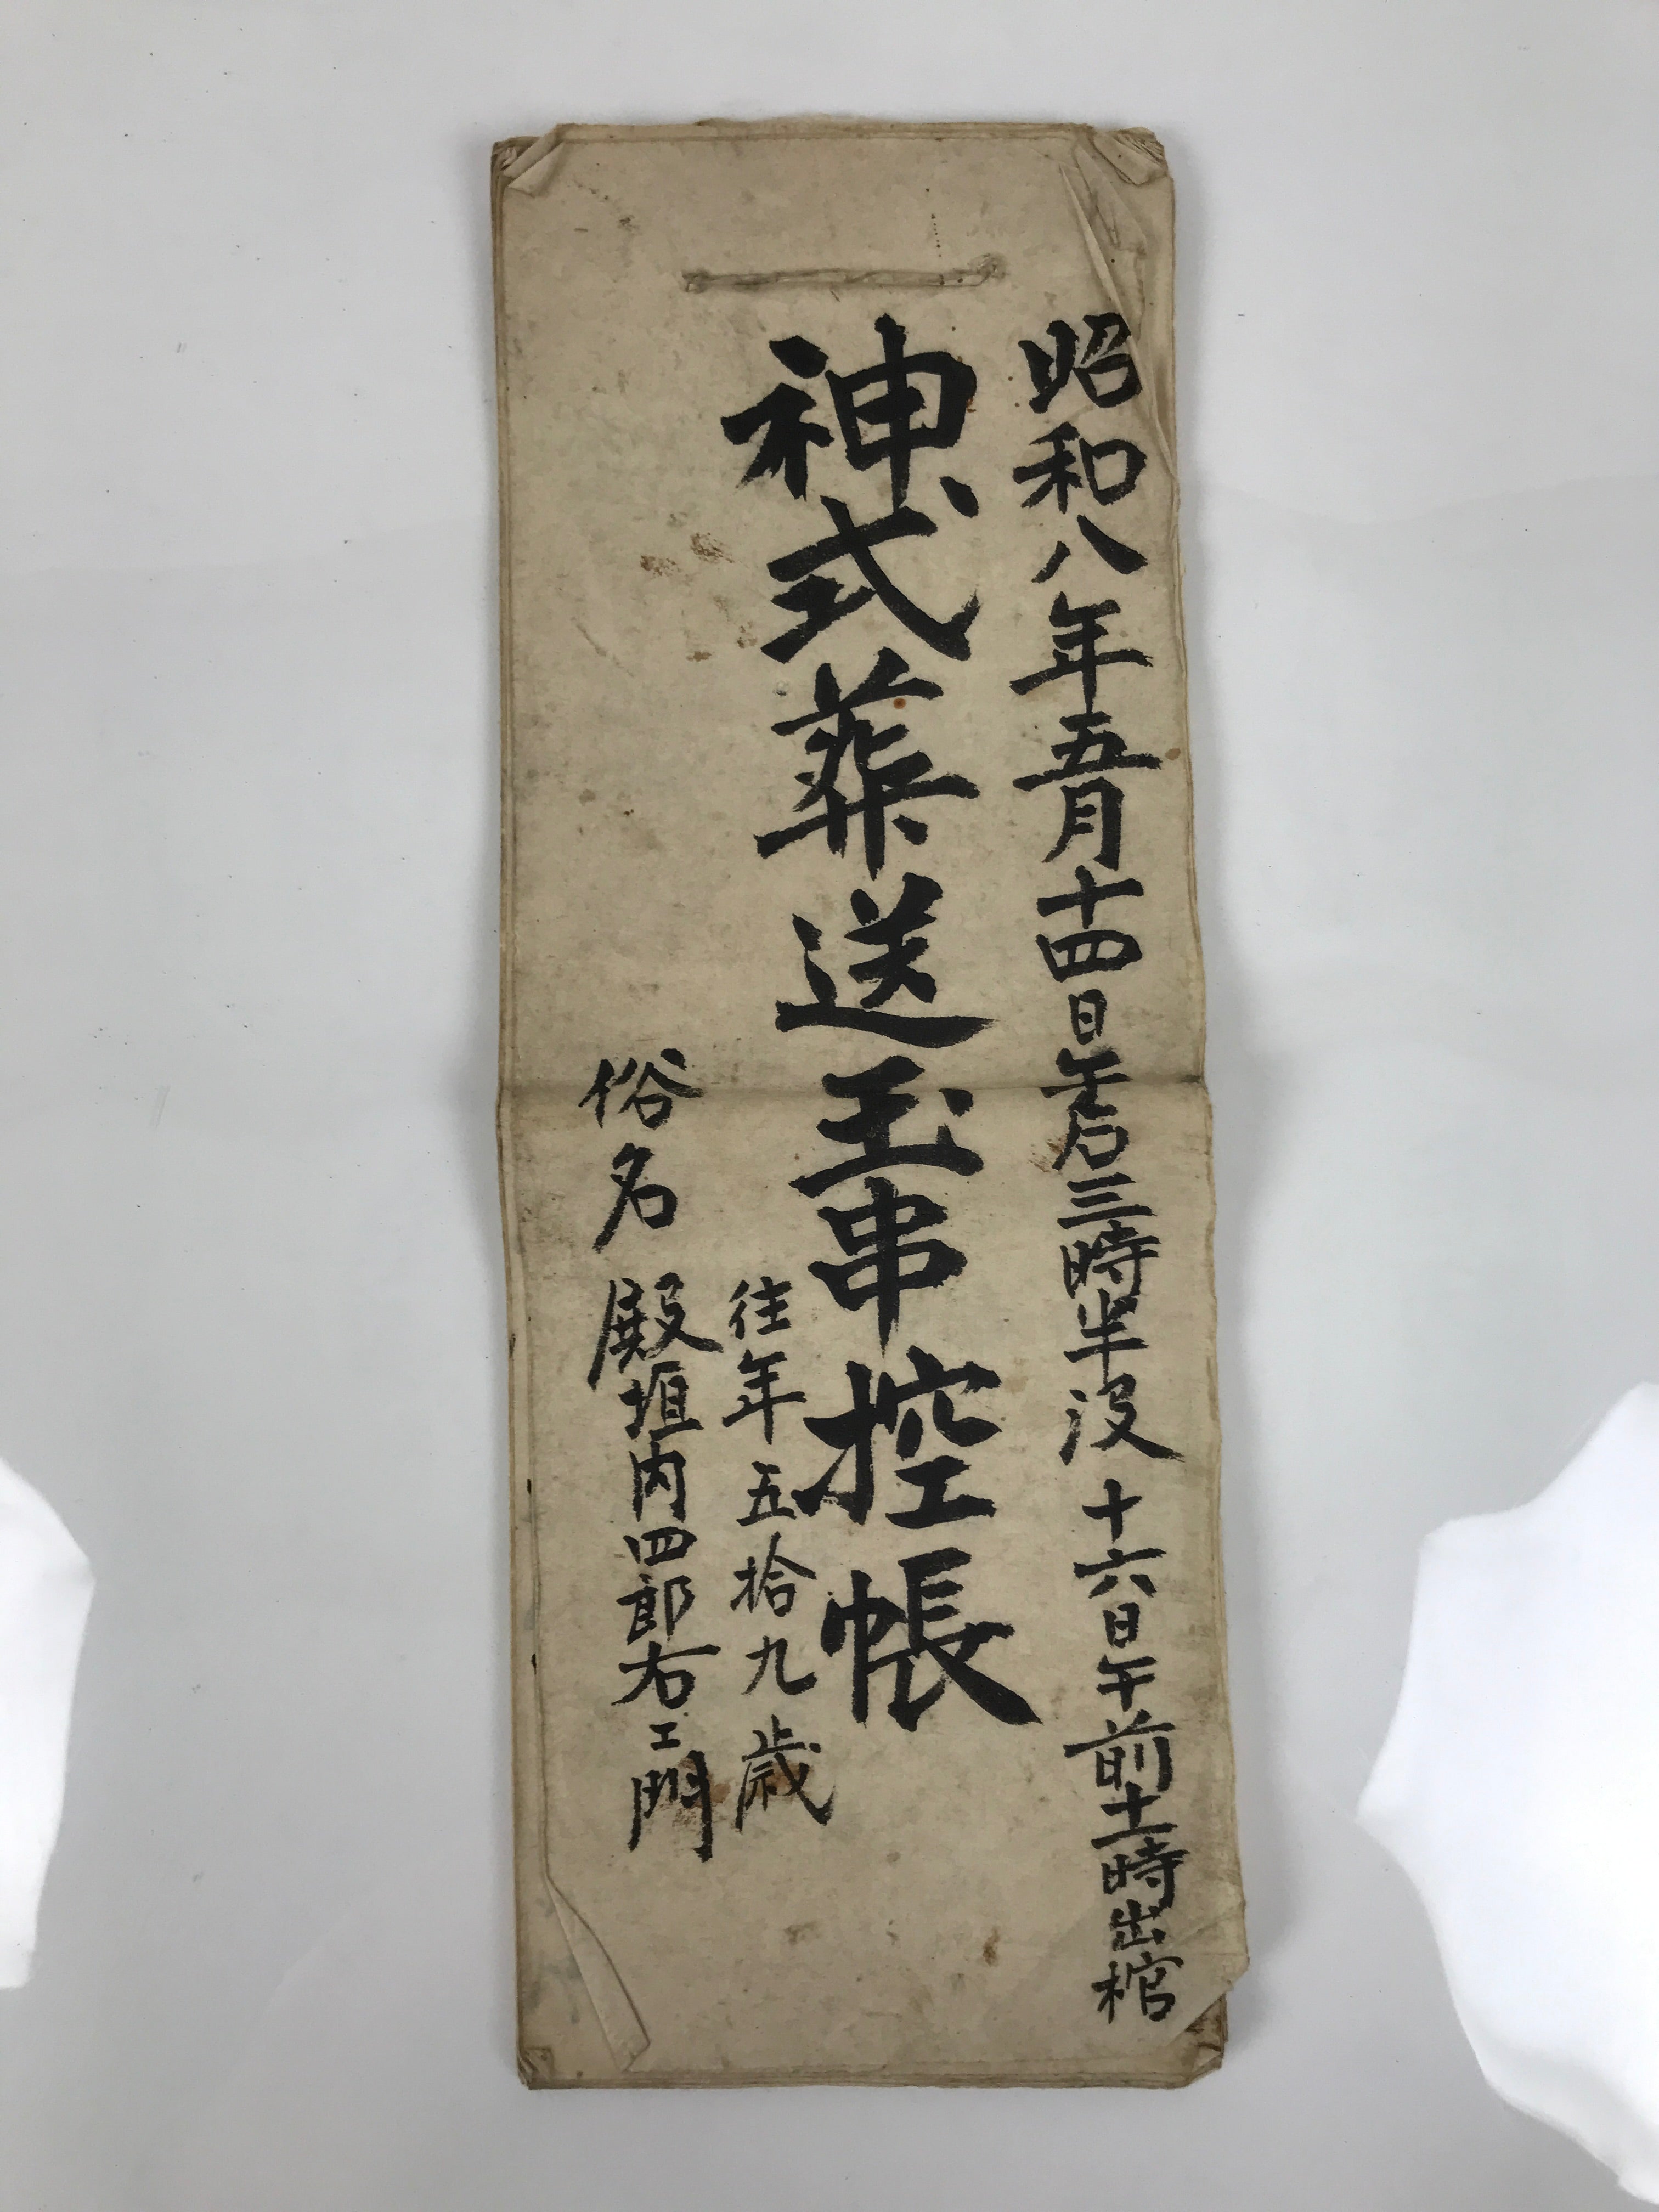 昭和八年五月十四日午后三時半没 十六日午前十一時出棺
神式葬送玉串控帳
往年五拾九歳
俗名 殿垣内四郎右エ門